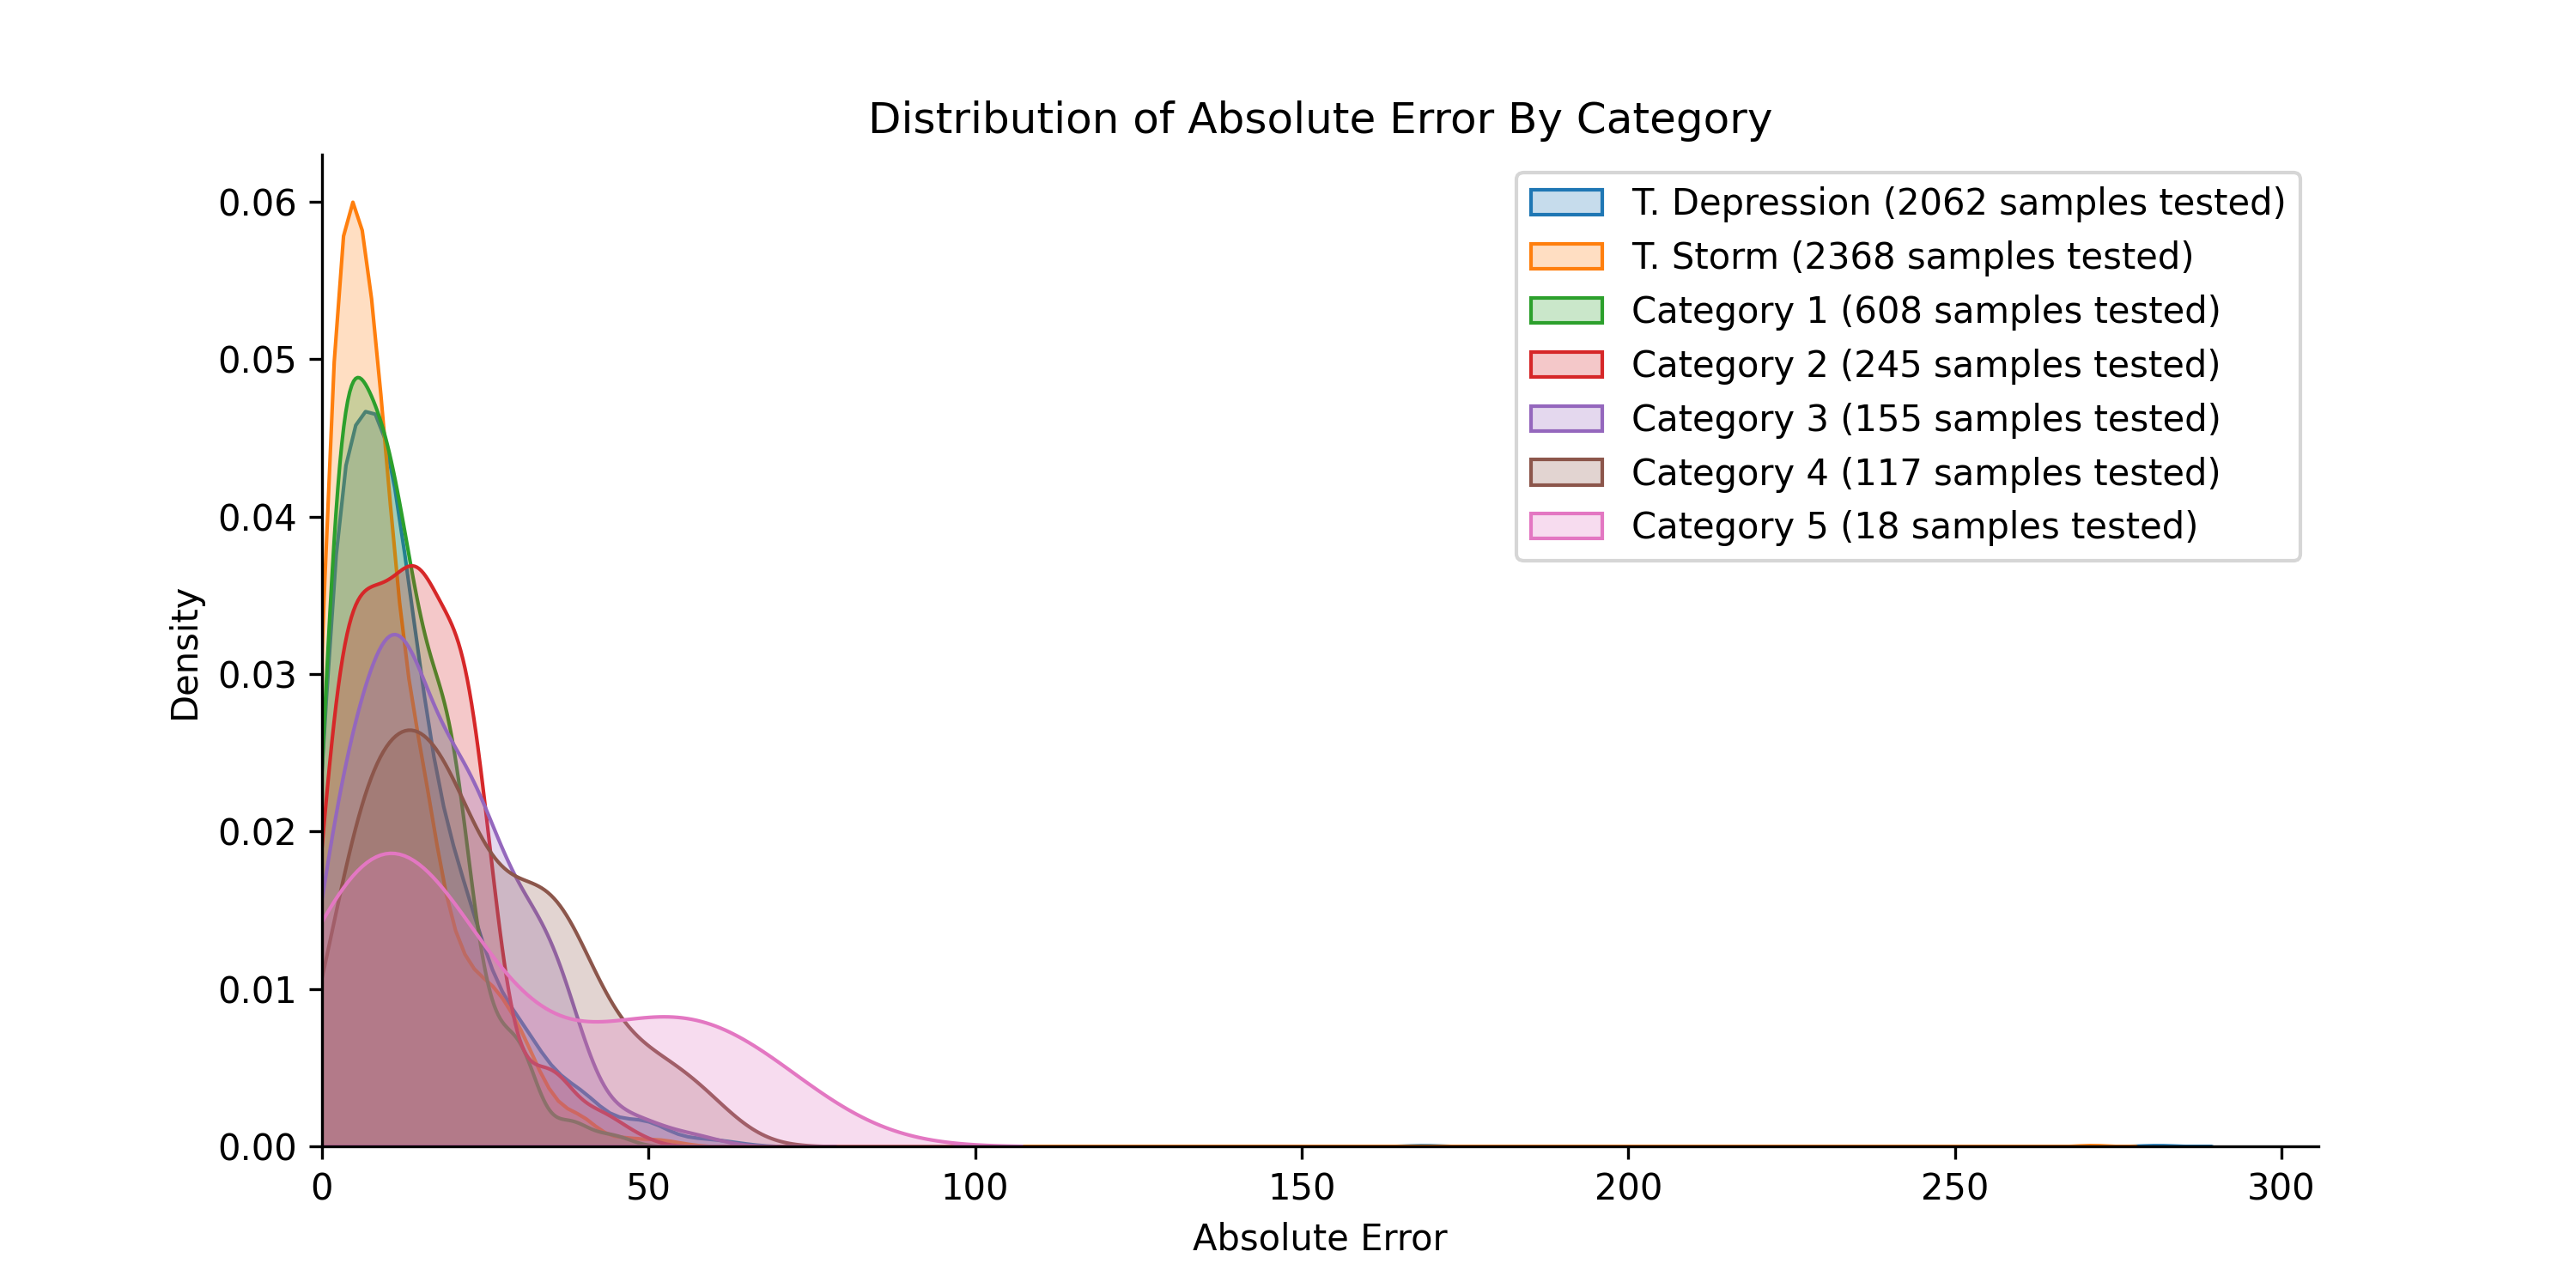 Distribution of Absolute Error By Category
T. Depression (2062 samples tested)
T. Storm (2368 samples tested)
Category 1 (608 samples tested)
Category 2 (245 samples tested)
Category 3 (155 samples tested)
Category 4 (117 samples tested)
Category 5 (18 samples tested)
Density
0.06
0.05
0.04
0.03
0.02
0.01
0.00
0 50 100 150 200 250 300
Absolute Error